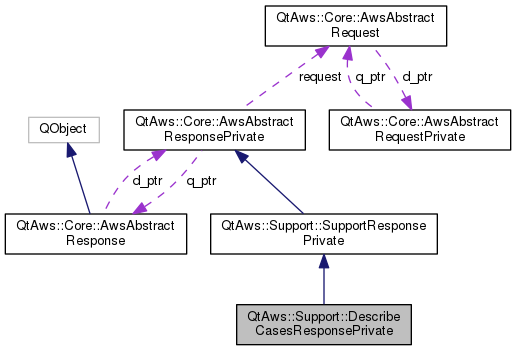 QtAws::Core::AwsAbstract
Request
request
q_ptr
d_ptr
QObject
QtAws::Core::AwsAbstract
ResponsePrivate
QtAws::Core::AwsAbstract
RequestPrivate
d_ptr
q_ptr
QtAws::Core::AwsAbstract
Response
QtAws::Support::SupportResponse
Private
QtAws::Support::Describe
CasesResponsePrivate